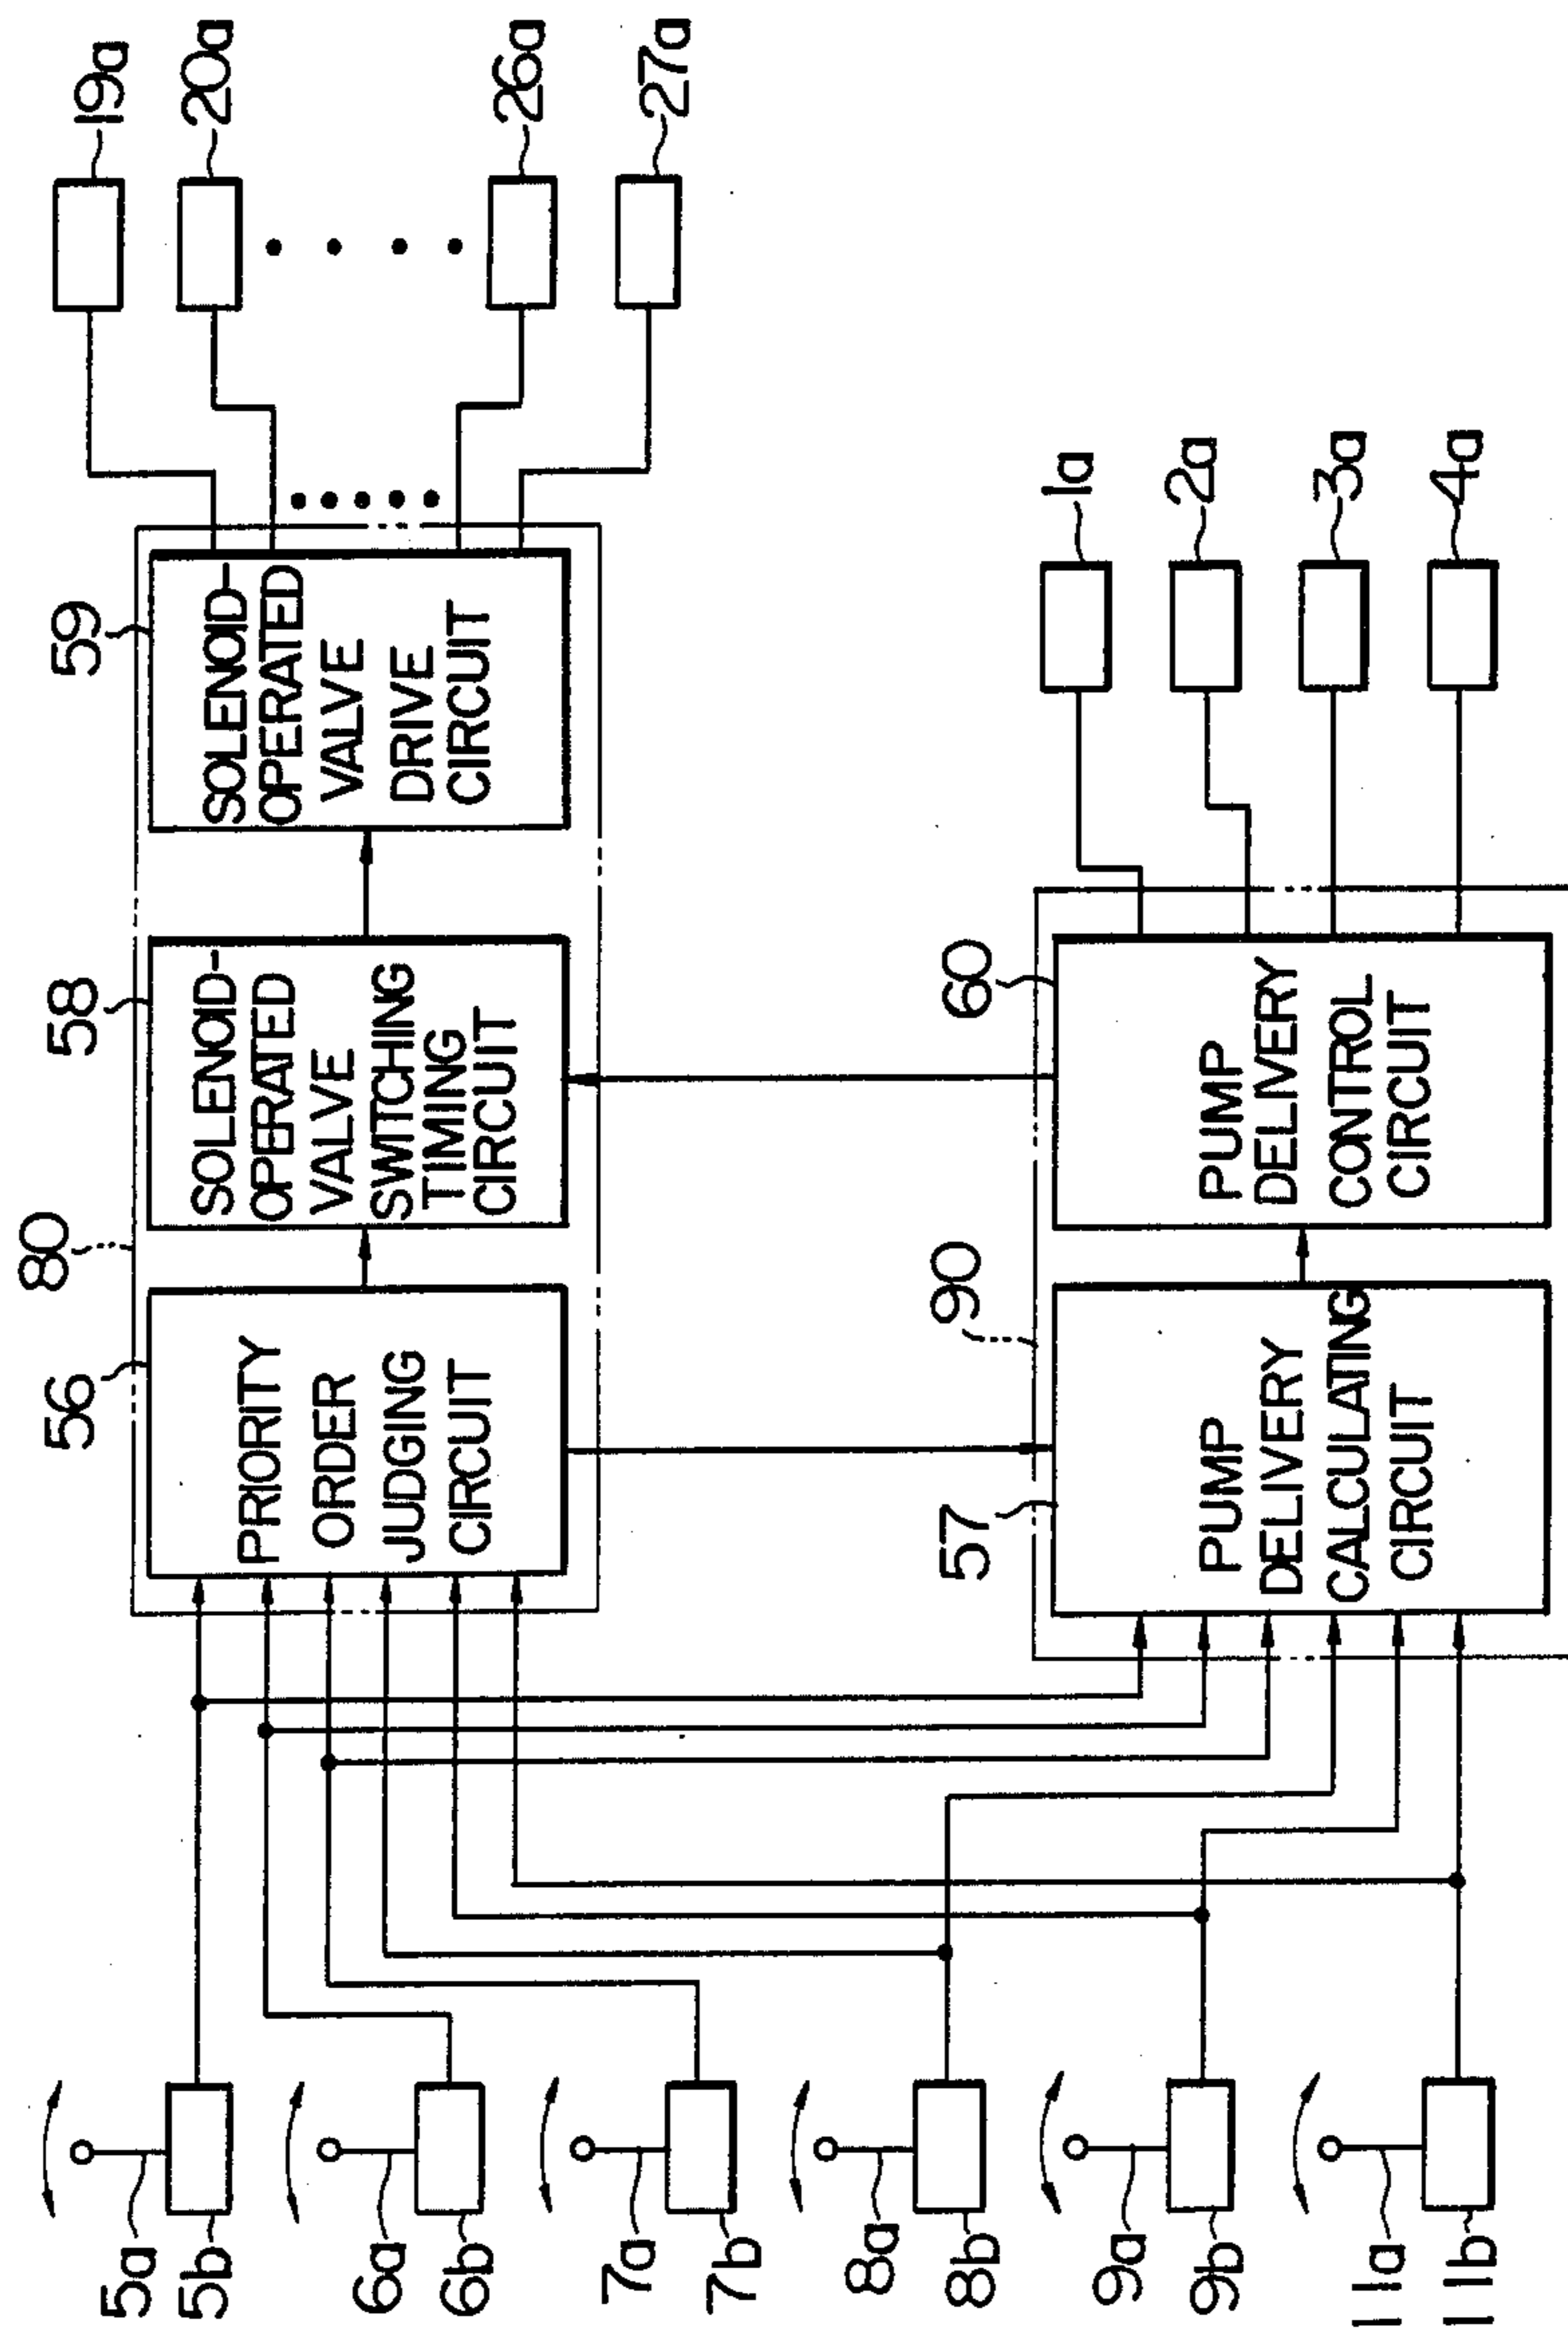 5a
5b
6a
6b
7a
7b
8a
8b
9a
9b
11a
11b
80
56
PRIORITY
ORDER
JUDGING
CIRCUIT
58
SOLENOID-
OPERATED
VALVE
SWITCHING
TIMING
CIRCUIT
59
SOLENOID-
OPERATED
VALVE
DRIVE
CIRCUIT
19a
20a
26a
27a
90
57
PUMP
DELIVERY
CALCULATING
CIRCUIT
60
PUMP
DELIVERY
CONTROL
CIRCUIT
1a
2a
3a
4a